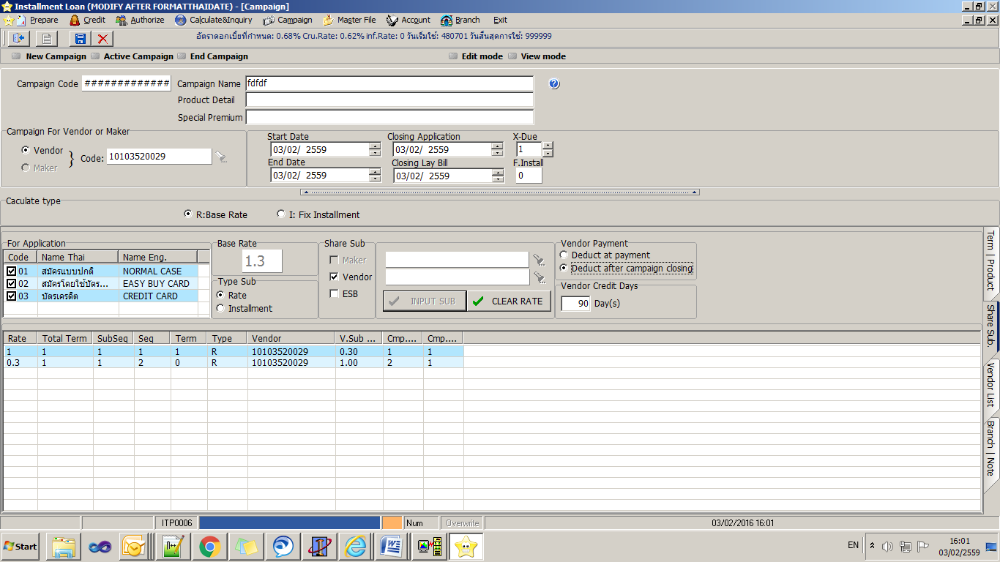 Installment Loan (MODIFY AFTER FORMATTHAIDATE) - [Campaign]
Prepare Credit Authorize Calculate&Inquiry Campaign Master File Account Branch Exit
อัตราดอกเบี้ยที่กำหนด: 0.68% Cru.Rate: 0.62% inf.Rate: 0 วันเริ่มใช้: 480701 วันสิ้นสุดการใช้: 999999
New Campaign Active Campaign End Campaign Edit mode View mode
Campaign Code ############# Campaign Name fdfdf
Product Detail
Special Premium
Campaign For Vendor or Maker
Vendor
Maker
} Code: 10103520029
Start Date Closing Application X-Due
03/02/ 2559 03/02/ 2559 1
End Date Closing Lay Bill F.Install
03/02/ 2559 03/02/ 2559 0
Caculate type
R:Base Rate I: Fix Installment
For Application
Code Name Thai Name Eng.
01 สมัครแบบปกติ NORMAL CASE
02 สมัครโดยใช้บัตร... EASY BUY CARD
03 บัตรเครดิต CREDIT CARD
Base Rate
1.3
Type Sub
Rate
Installment
Share Sub
Maker
Vendor
ESB
INPUT SUB CLEAR RATE
Vendor Payment
Deduct at payment
Deduct after campaign closing
Vendor Credit Days
90 Day(s)
Term | Product
Share Sub.
Vendor List
Branch | Note
Rate Total Term SubSeq Seq Term Type Vendor V.Sub ... Cmp.... Cmp....
1 1 1 1 1 R 10103520029 0.30 1 1
0.3 1 1 2 0 R 10103520029 1.00 2 1
ITP0006 Num Overwrite 03/02/2016 16:01
Start EN 16:01
03/02/2559